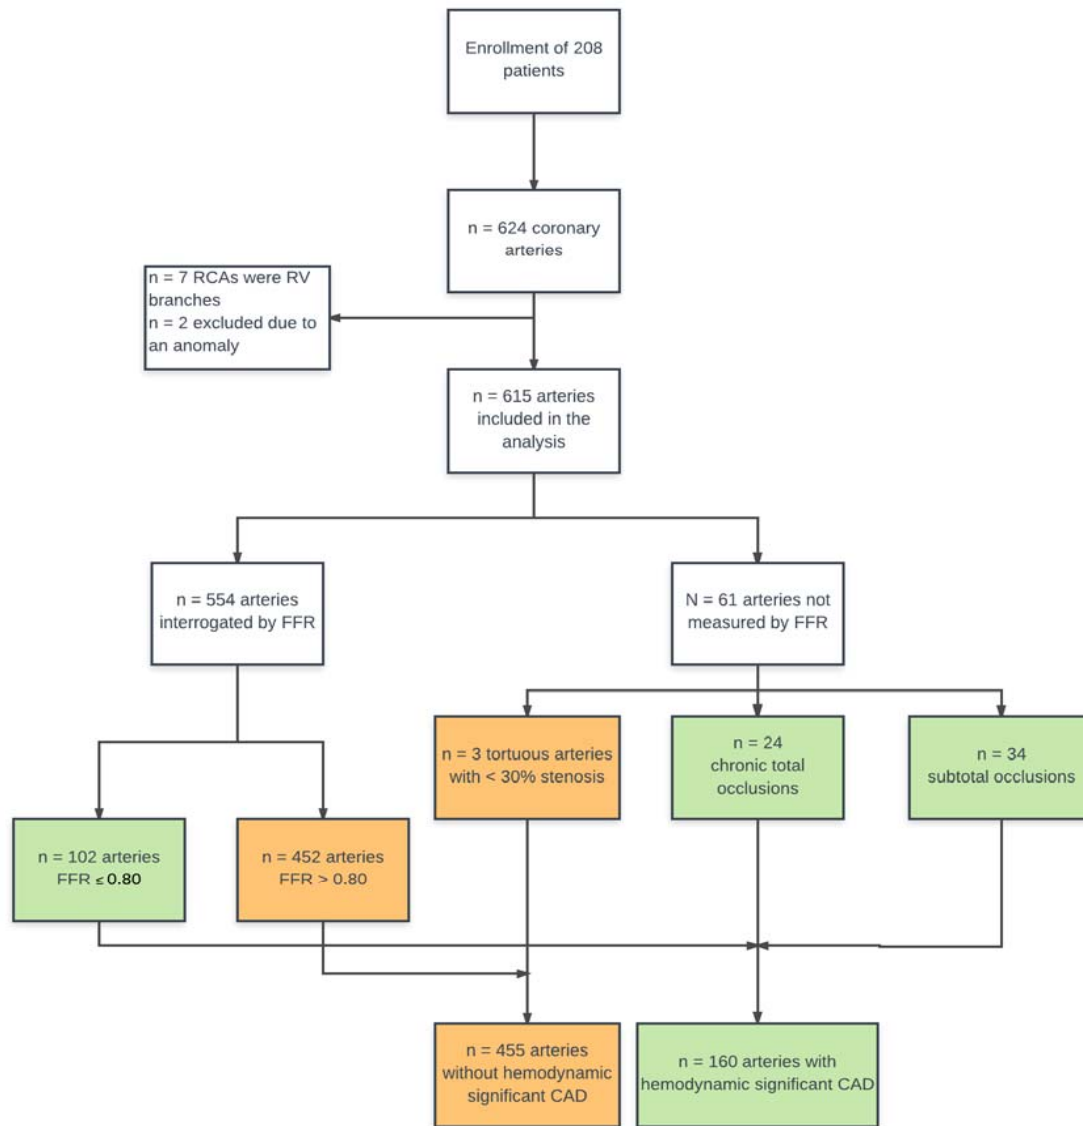 Enrollment of 208
patients
n = 624 coronary
arteries
n = 7 RCAs were RV
branches
n = 2 excluded due to
an anomaly
n = 615 arteries
included in the
analysis
n = 554 arteries
interrogated by FFR
N = 61 arteries not
measured by FFR
n = 3 tortuous arteries
with < 30% stenosis
n = 24
chronic total
occlusions
n = 34
subtotal occlusions
n = 102 arteries
FFR ≤ 0.80
n = 452 arteries
FFR > 0.80
n = 455 arteries
without hemodynamic
significant CAD
n = 160 arteries with
hemodynamic significant CAD